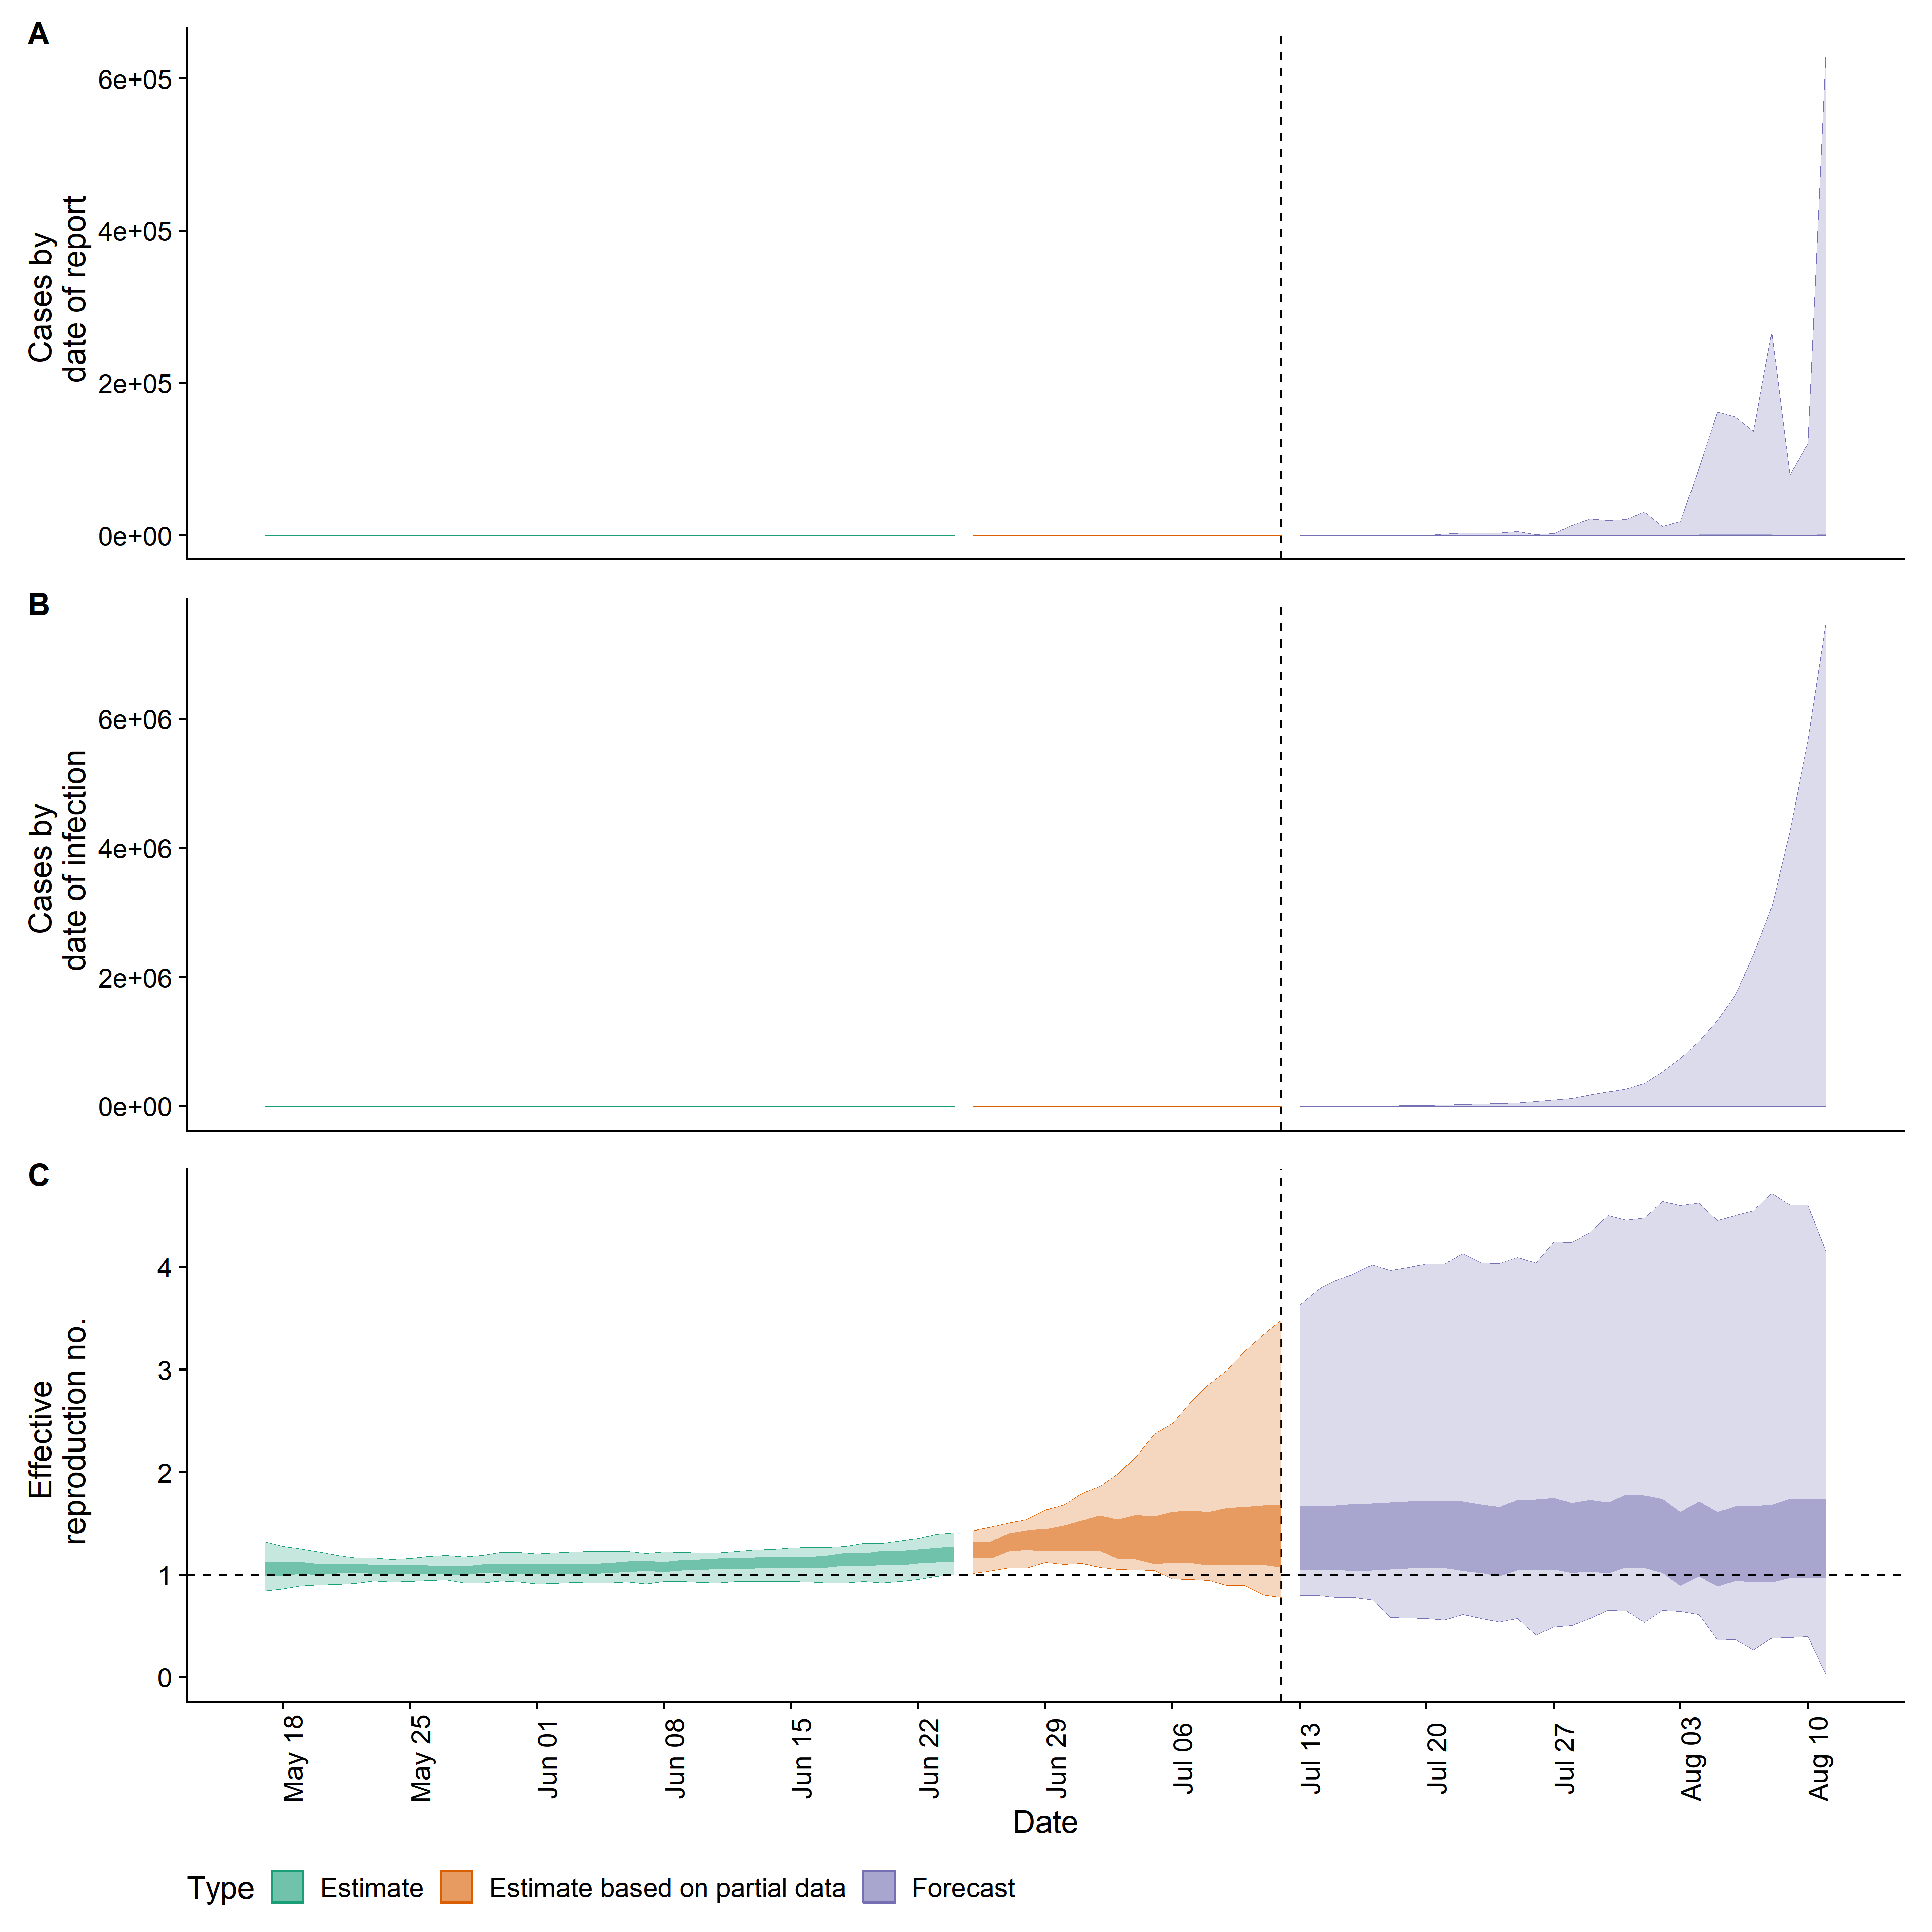 A
6e+05
4e+05
2e+05
0e+00
Cases by
date of report
B
6e+06
4e+06
2e+06
0e+00
Cases by
date of infection
C
4
3
2
1
0
Effective
reproduction no.
May 18
May 25
Jun 01
Jun 08
Jun 15
Jun 22
Jun 29
Jul 06
Jul 13
Jul 20
Jul 27
Aug 03
Aug 10
Date
Type Estimate Estimate based on partial data Forecast